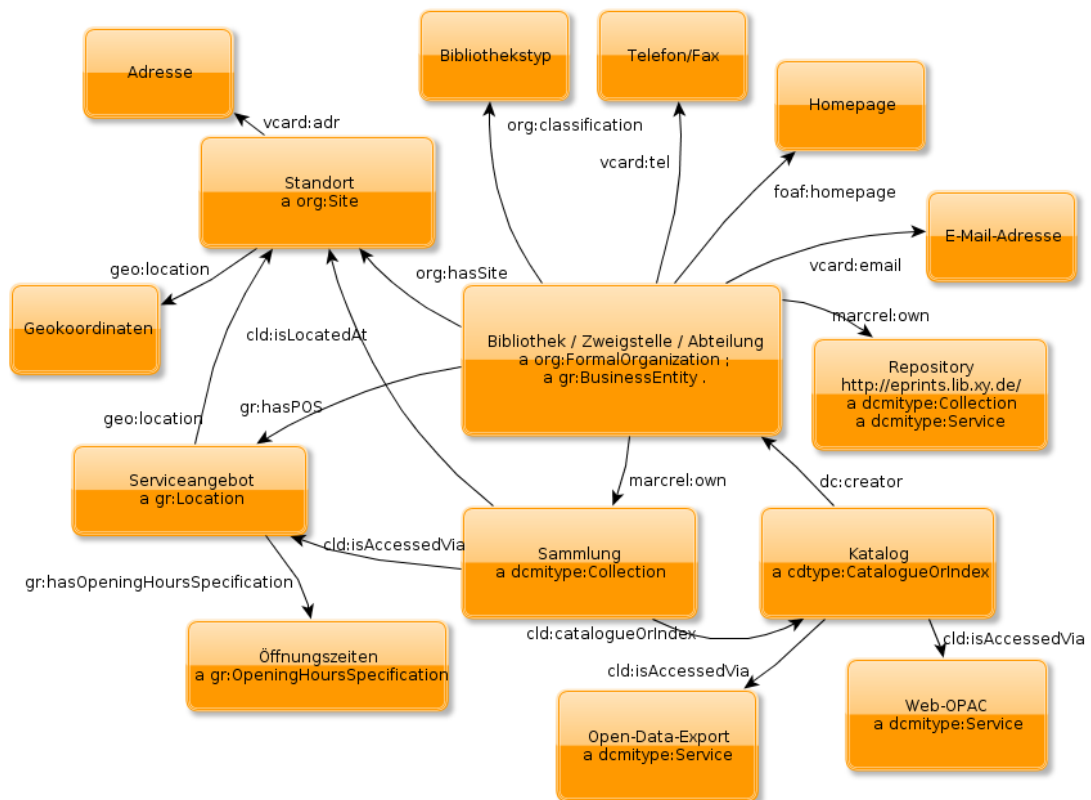 Bibliothekstyp
Telefon/Fax
Adresse
Homepage
vcard:adr
org:classification
vcard:tel
Standort
a org:Site
foaf:homepage
E-Mail-Adresse
geo:location
org:hasSite
vcard:email
Geokoordinaten
cld:isLocatedAt
marcrel:own
Bibliothek / Zweigstelle / Abteilung
a org:FormalOrganization ;
a gr:BusinessEntity .
Repository
http://eprints.lib.xy.de/
a dcmitype:Collection
a dcmitype:Service
gr:hasPOS
geo:location
Serviceangebot
a gr:Location
marcrel:own
dc:creator
cld:isAccessedVia
Sammlung
a dcmitype:Collection
Katalog
a cdtype:CatalogueOrIndex
gr:hasOpeningHoursSpecification
cld:catalogueOrIndex
cld:isAccessedVia
Öffnungszeiten
a gr:OpeningHoursSpecification
cld:isAccessedVia
Web-OPAC
a dcmitype:Service
Open-Data-Export
a dcmitype:Service